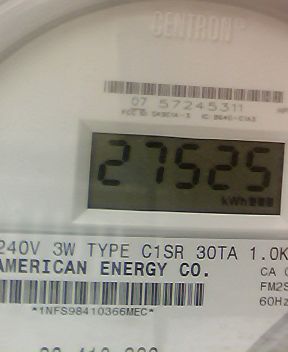 CENTRON®
07 57245311
27525
kWh
240V 3W TYPE C1SR 30TA 1.0K
AMERICAN ENERGY CO.
CA
FM2S
60Hz
*1NFS98410366MEC*